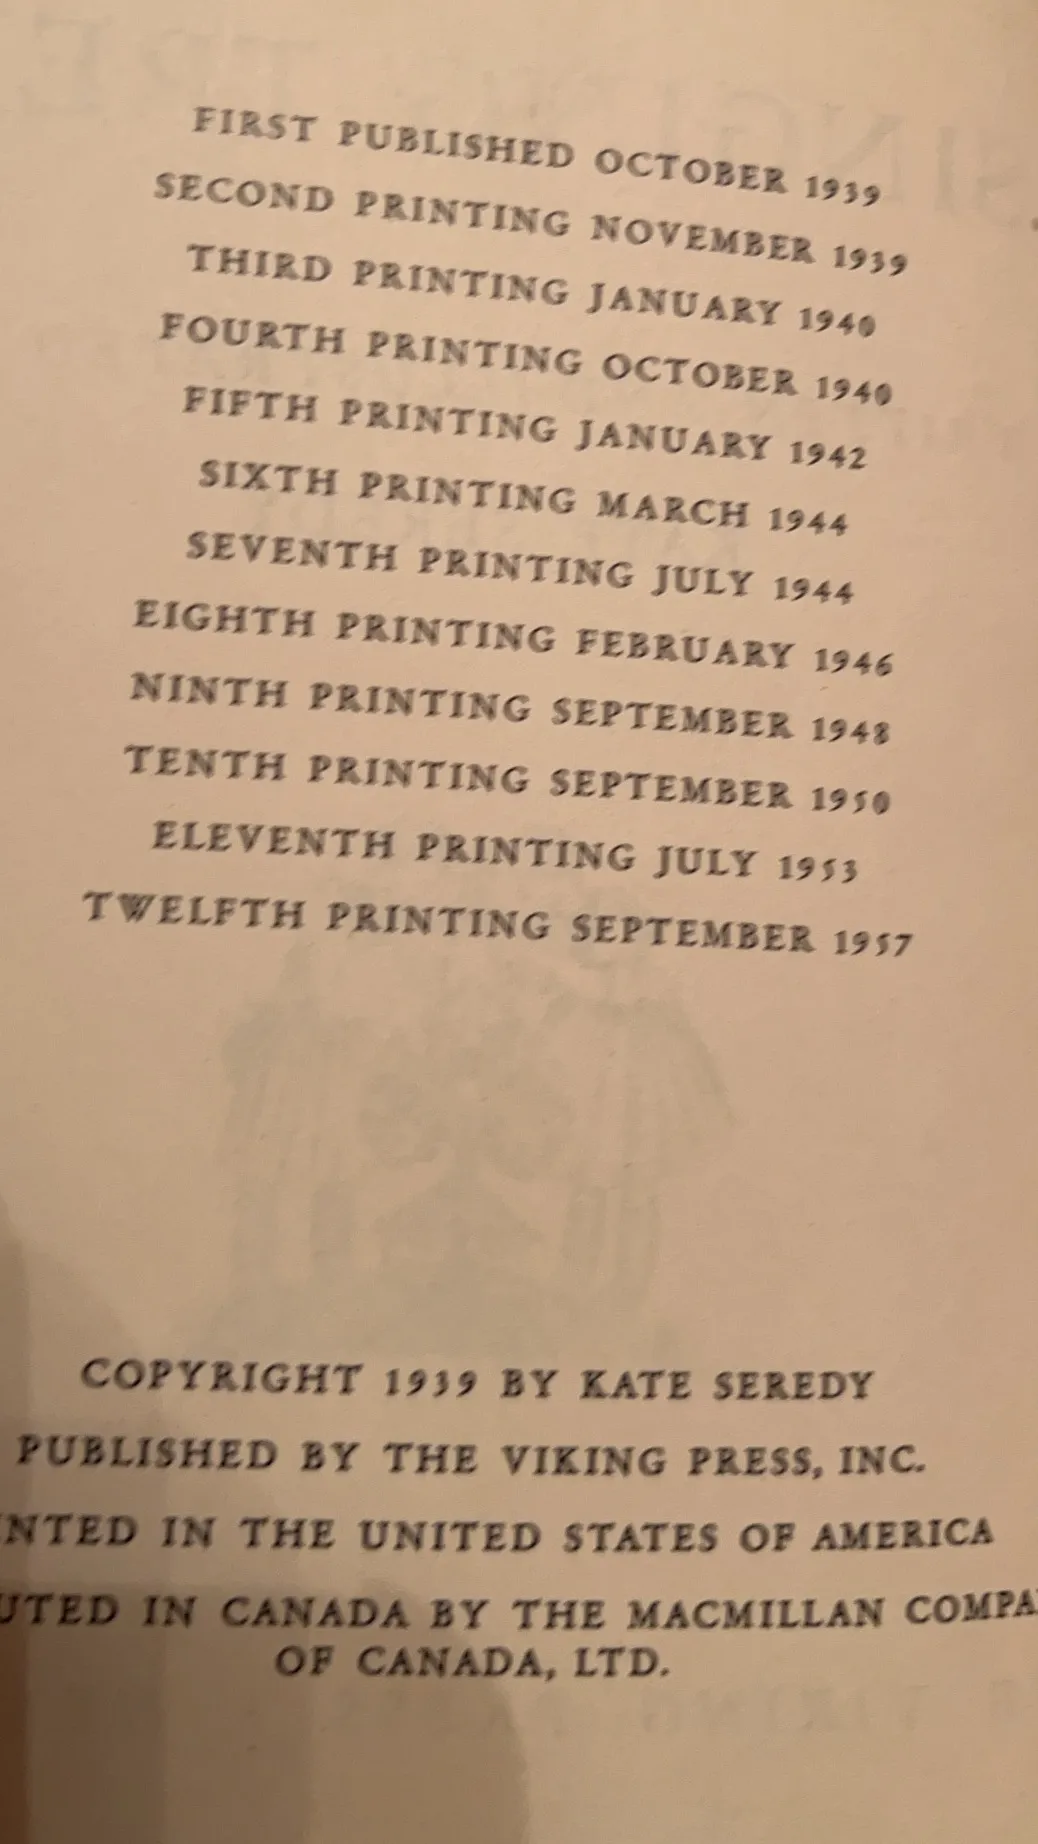 FIRST PUBLISHED OCTOBER 1939
SECOND PRINTING NOVEMBER 1939
THIRD PRINTING JANUARY 1940
FOURTH PRINTING OCTOBER 1940
FIFTH PRINTING JANUARY 1942
SIXTH PRINTING MARCH 1944
SEVENTH PRINTING JULY 1944
EIGHTH PRINTING FEBRUARY 1946
NINTH PRINTING SEPTEMBER 1948
TENTH PRINTING SEPTEMBER 1950
ELEVENTH PRINTING JULY 1953
TWELFTH PRINTING SEPTEMBER 1957
COPYRIGHT 1939 BY KATE SEREDY
PUBLISHED BY THE VIKING PRESS, INC.
NTED IN THE UNITED STATES OF AMERICA
UTED IN CANADA BY THE MACMILLAN COMPA
OF CANADA, LTD.